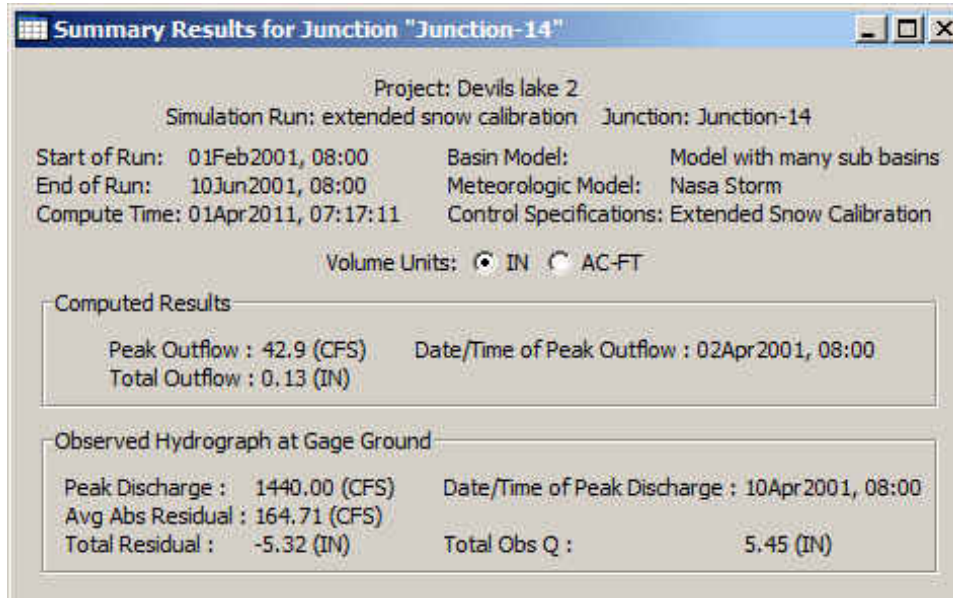 Summary Results for Junction "Junction-14"
Project: Devils lake 2
Simulation Run: extended snow calibration Junction: Junction-14
Start of Run: 01Feb2001, 08:00 Basin Model: Model with many sub basins
End of Run: 10Jun2001, 08:00 Meteorologic Model: Nasa Storm
Compute Time: 01Apr2011, 07:17:11 Control Specifications: Extended Snow Calibration
Volume Units: IN AC-FT
Computed Results
Peak Outflow : 42.9 (CFS) Date/Time of Peak Outflow : 02Apr2001, 08:00
Total Outflow : 0.13 (IN)
Observed Hydrograph at Gage Ground
Peak Discharge : 1440.00 (CFS) Date/Time of Peak Discharge : 10Apr2001, 08:00
Avg Abs Residual : 164.71 (CFS)
Total Residual : -5.32 (IN) Total Obs Q : 5.45 (IN)